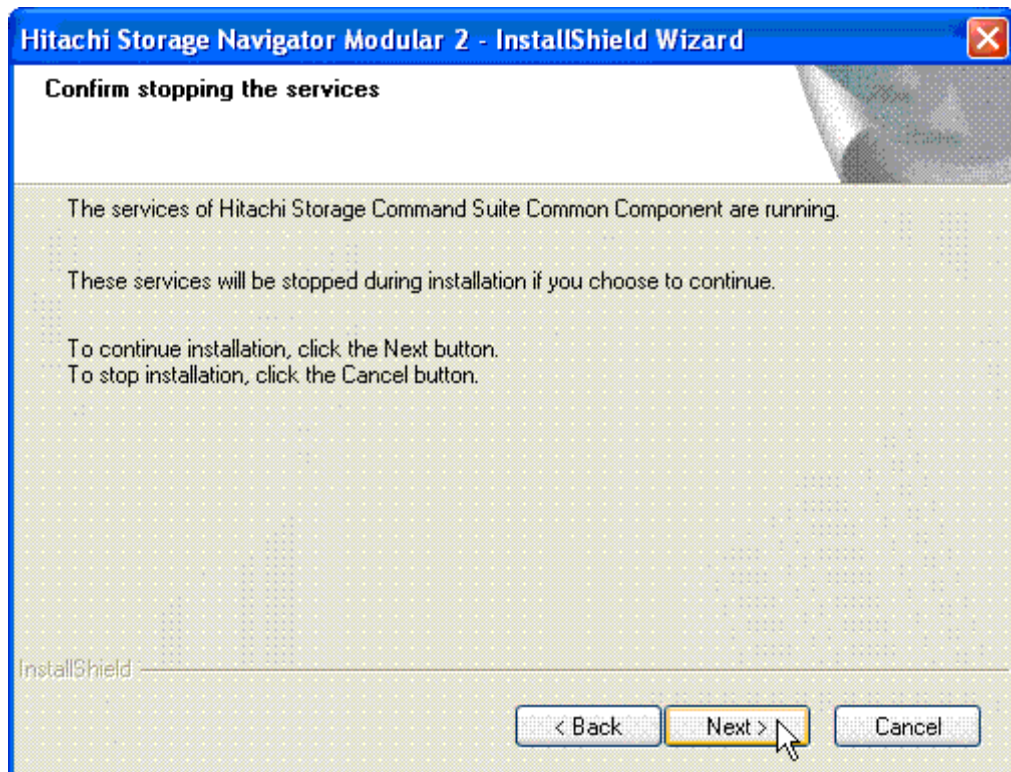 Hitachi Storage Navigator Modular 2 - InstallShield Wizard
Confirm stopping the services
The services of Hitachi Storage Command Suite Common Component are running.
These services will be stopped during installation if you choose to continue.
To continue installation, click the Next button.
To stop installation, click the Cancel button.
InstallShield
< Back Next > Cancel